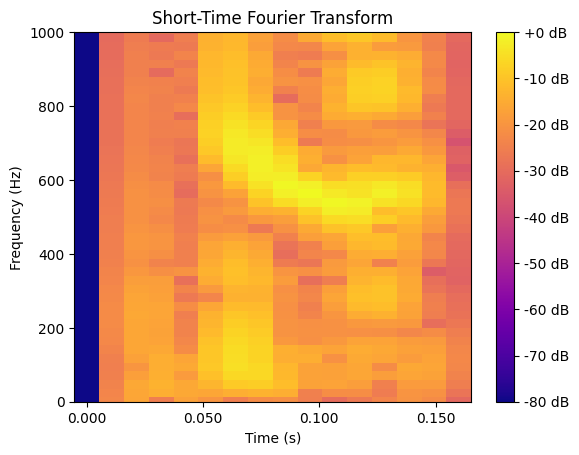 Short-Time Fourier Transform
1000
800
600
400
200
0
Frequency (Hz)
0.000
0.050
0.100
0.150
Time (s)
+0 dB
-10 dB
-20 dB
-30 dB
-40 dB
-50 dB
-60 dB
-70 dB
-80 dB